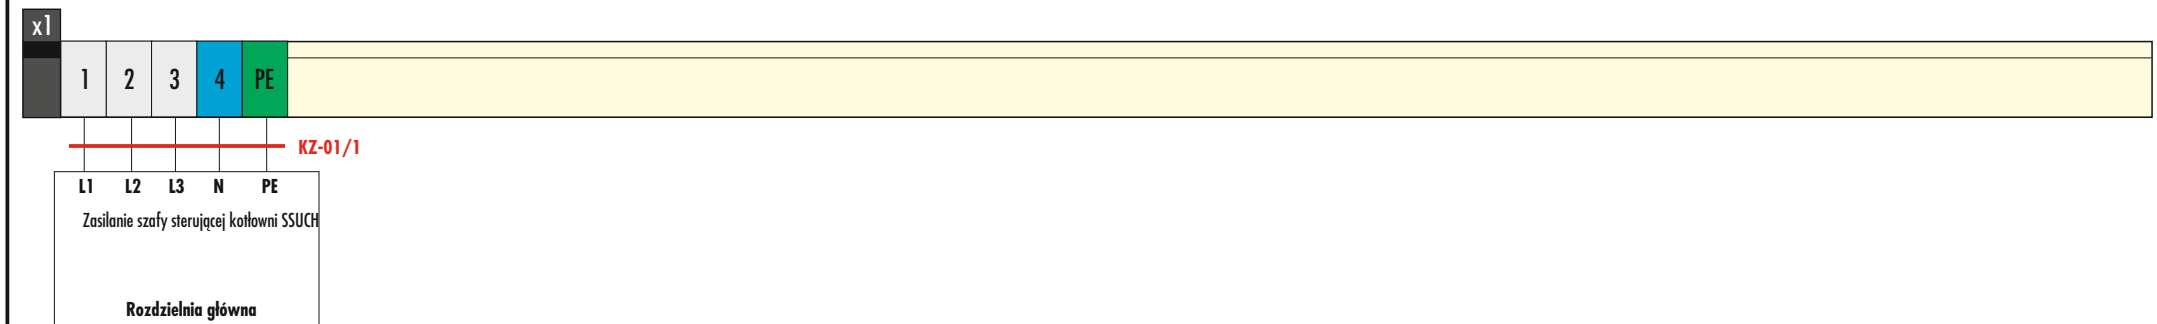 x1
1 2 3 4 PE
KZ-01/1
L1 L2 L3 N PE
Zasilanie szafy sterującej kotłowni SSUCH
Rozdzielnia główna